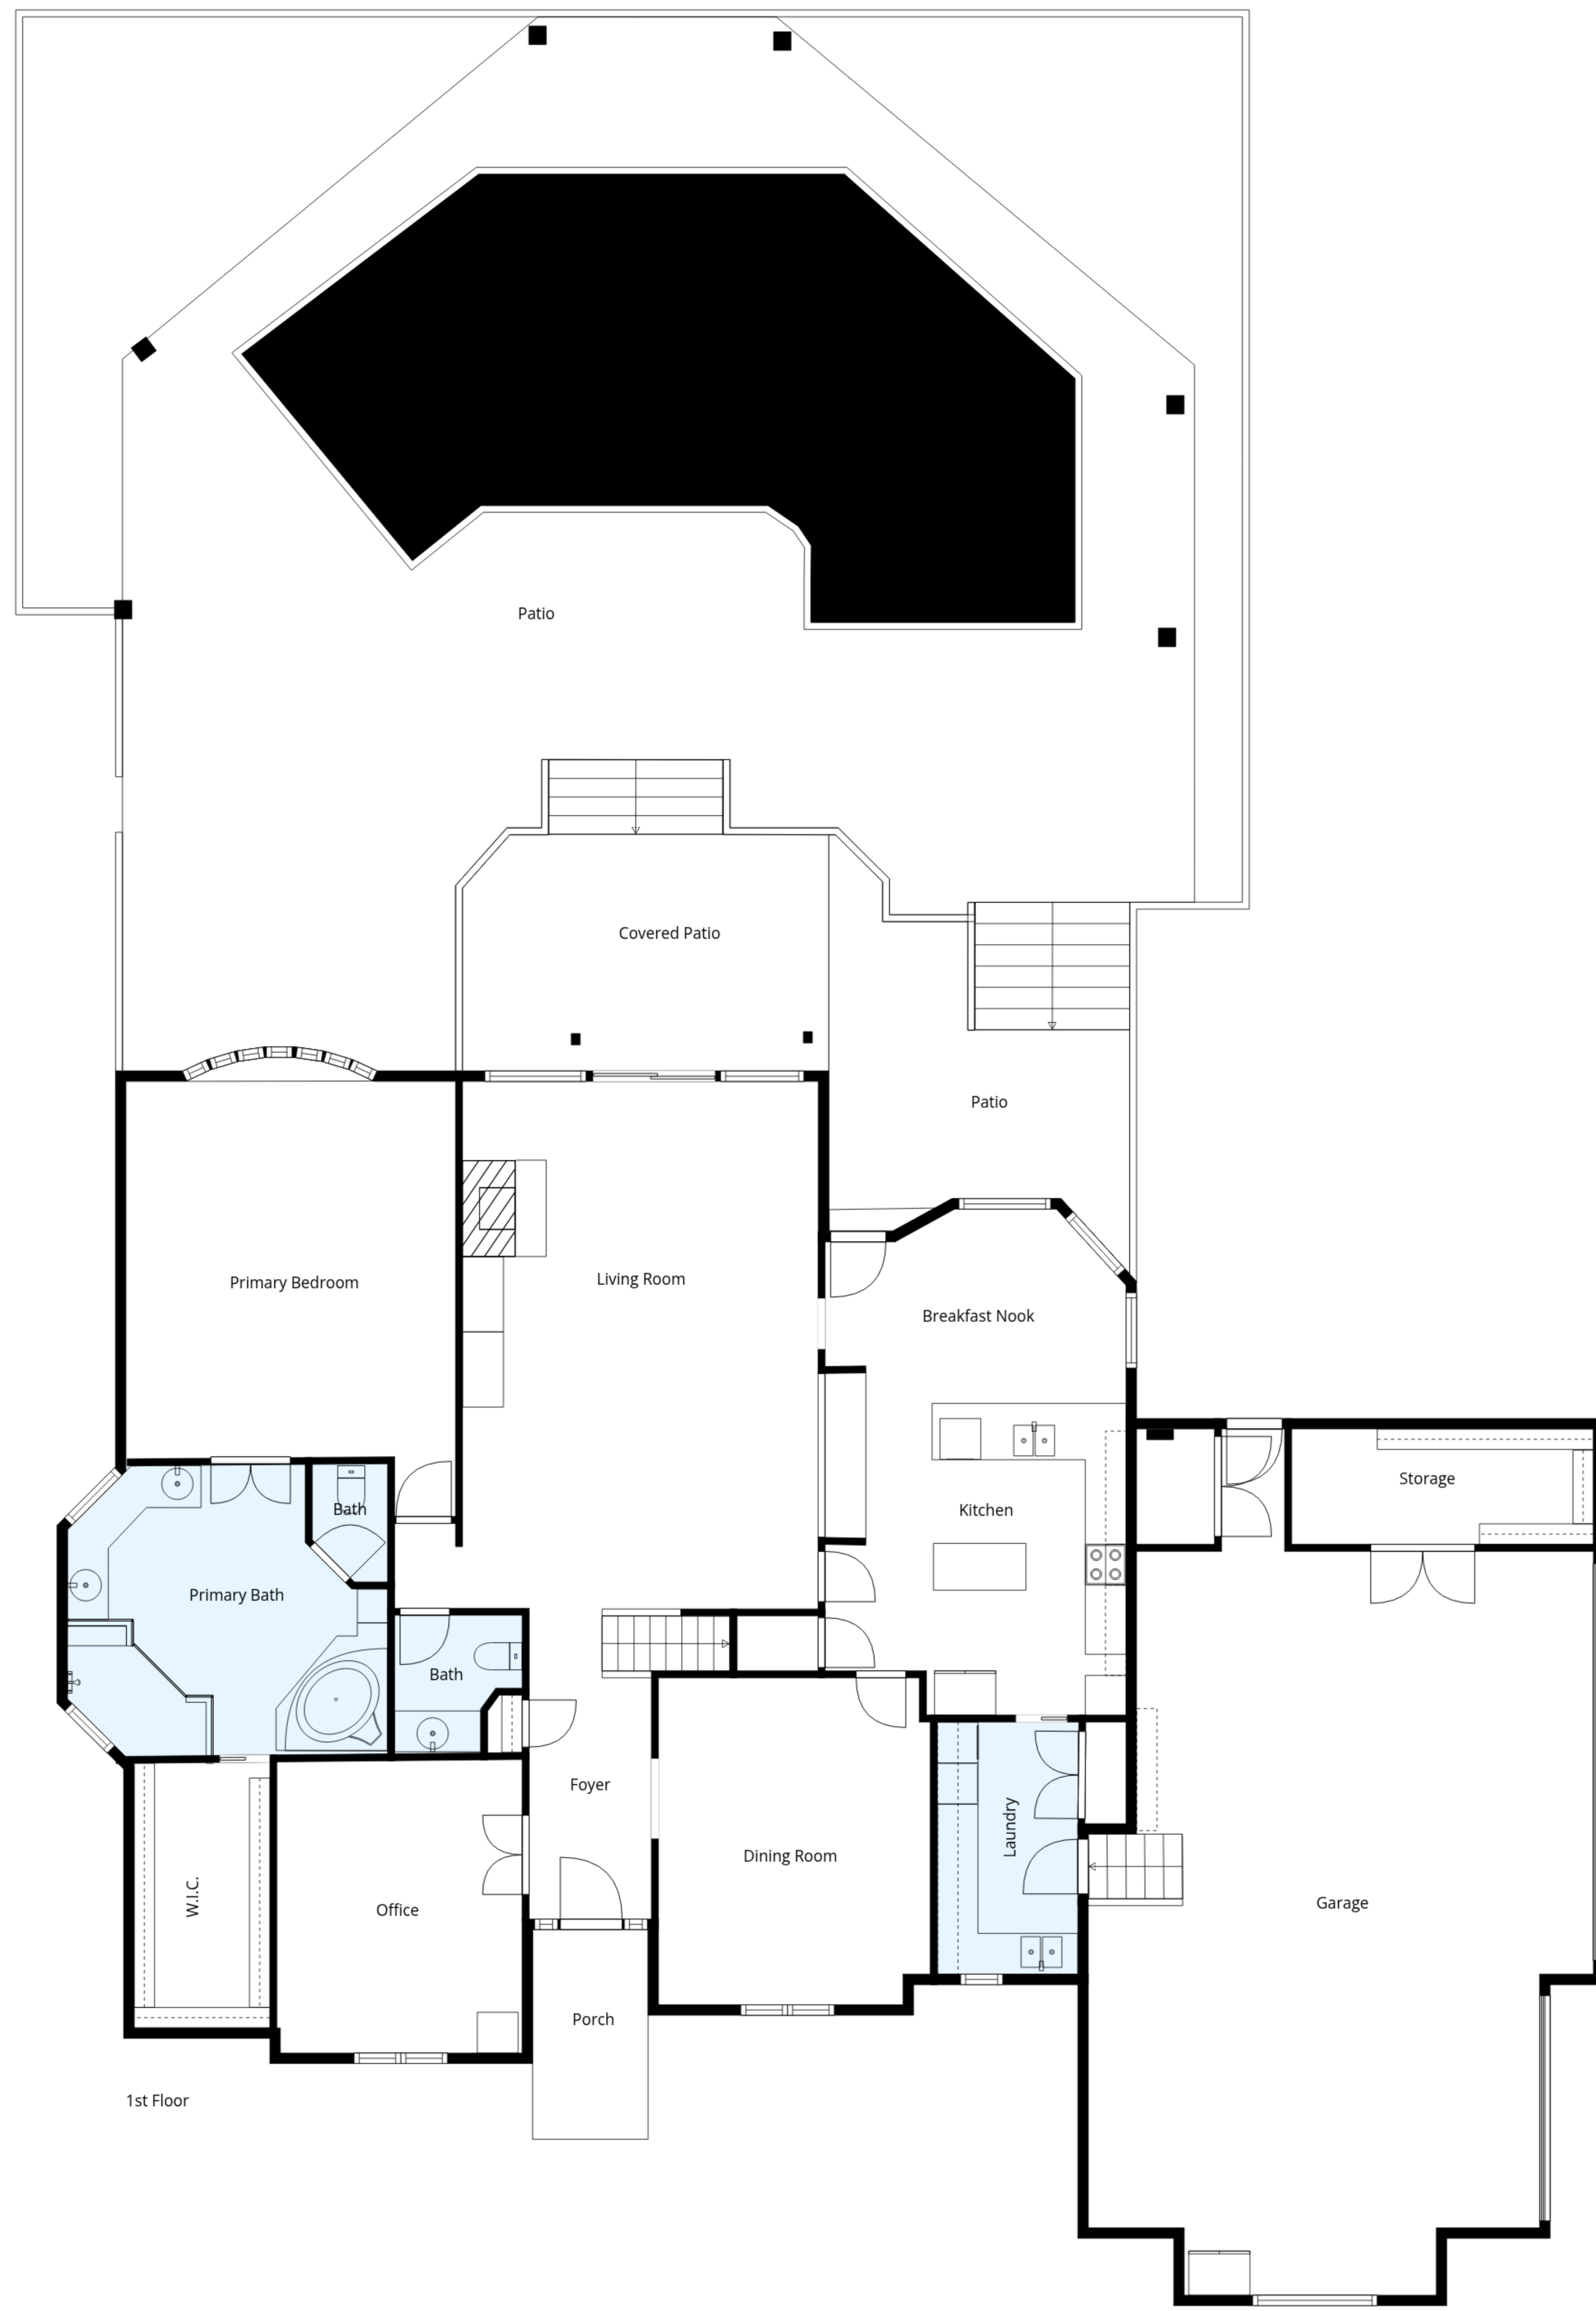 Patio
Covered Patio
Patio
Primary Bedroom
Living Room
Breakfast Nook
Storage
Bath
Kitchen
Primary Bath
Bath
Foyer
Laundry
Dining Room
W.I.C.
Office
Garage
Porch
1st Floor